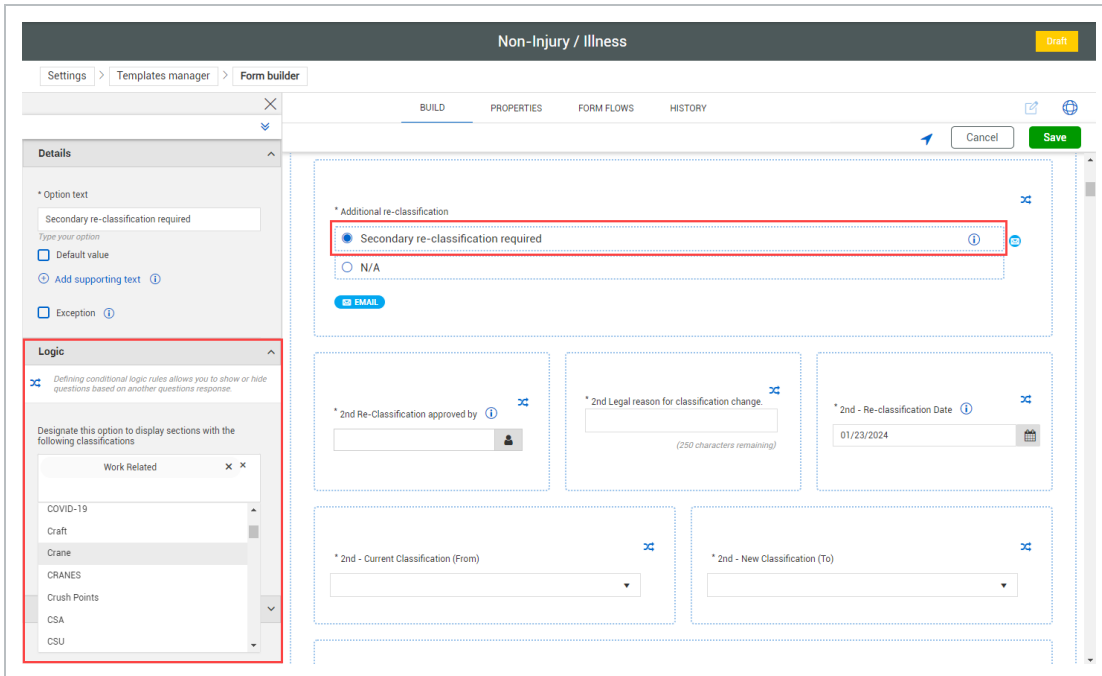 Non-Injury / Illness
Draft
Settings > Templates manager > Form builder
BUILD PROPERTIES FORM FLOWS HISTORY
Cancel Save
Details
* Option text
Secondary re-classification required
Type your option
Default value
Add supporting text
Exception
Logic
Defining conditional logic rules allows you to show or hide
questions based on another questions response.
Designate this option to display sections with the
following classifications
Work Related
COVID-19
Craft
Crane
CRANES
Crush Points
CSA
CSU
* Additional re-classification
Secondary re-classification required
N/A
EMAIL
* 2nd Re-Classification approved by
* 2nd Legal reason for classification change.
(250 characters remaining)
* 2nd - Re-classification Date
01/23/2024
* 2nd - Current Classification (From)
* 2nd - New Classification (To)